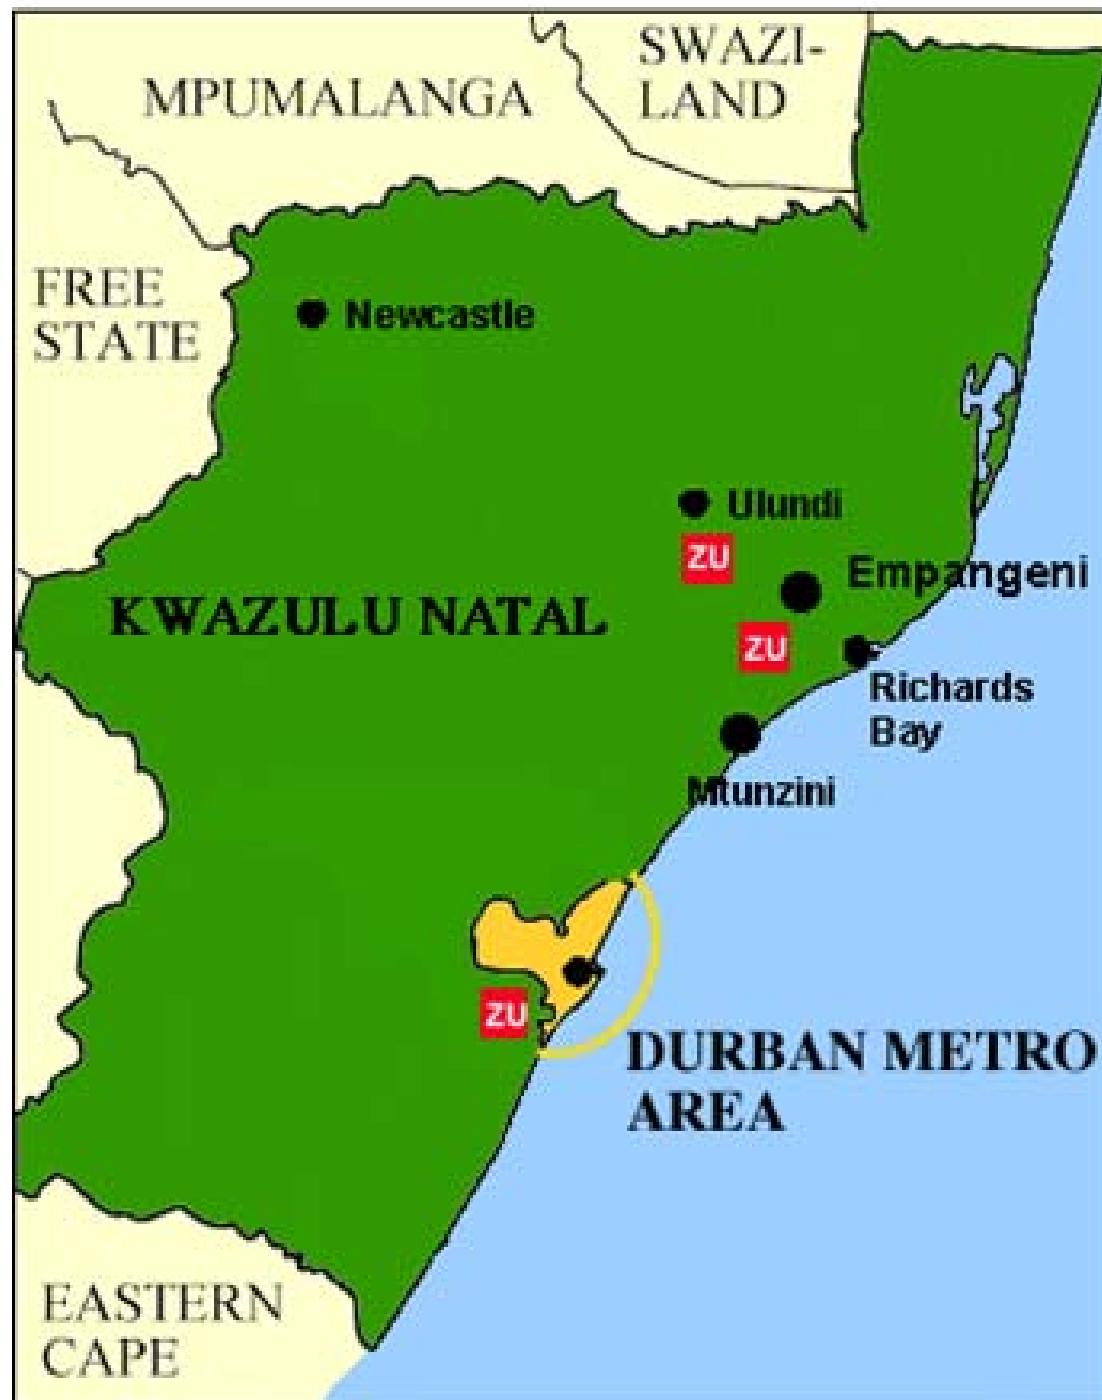 SWAZI-
LAND
MPUMALANGA
FREE
STATE
Newcastle
Ulundi
ZU
Empangeni
KWAZULU NATAL
ZU
Richards
Bay
Mtunzini
ZU
DURBAN METRO
AREA
EASTERN
CAPE